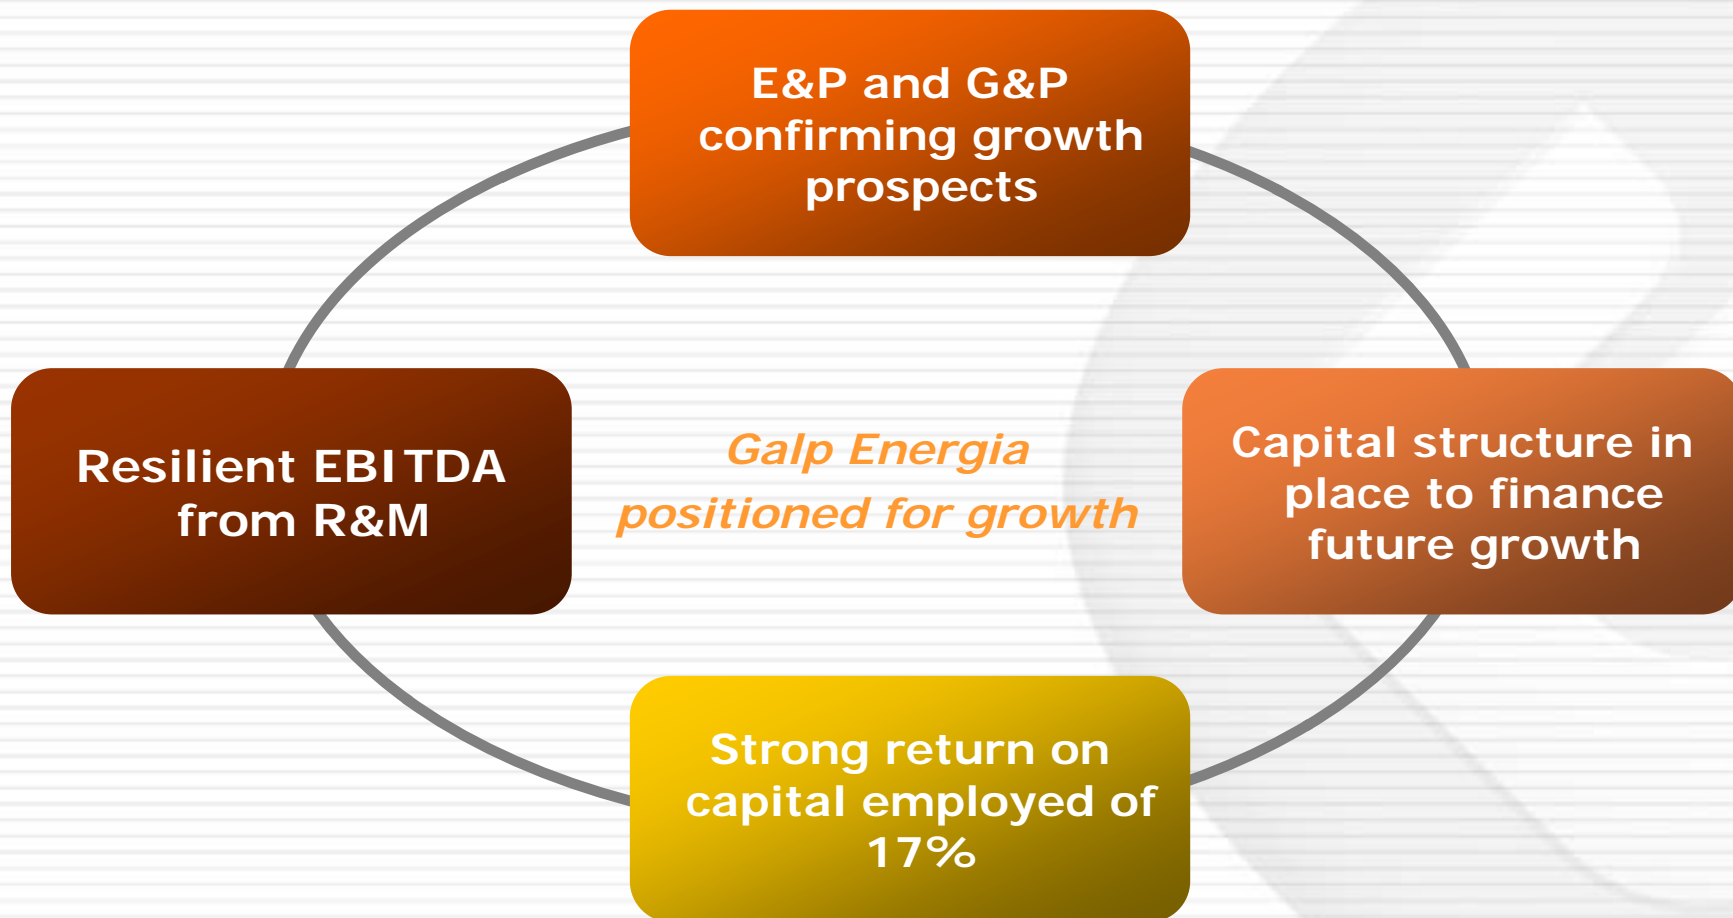 E&P and G&P
confirming growth
prospects
Resilient EBITDA
from R&M
Galp Energia
positioned for growth
Capital structure in
place to finance
future growth
Strong return on
capital employed of
17%